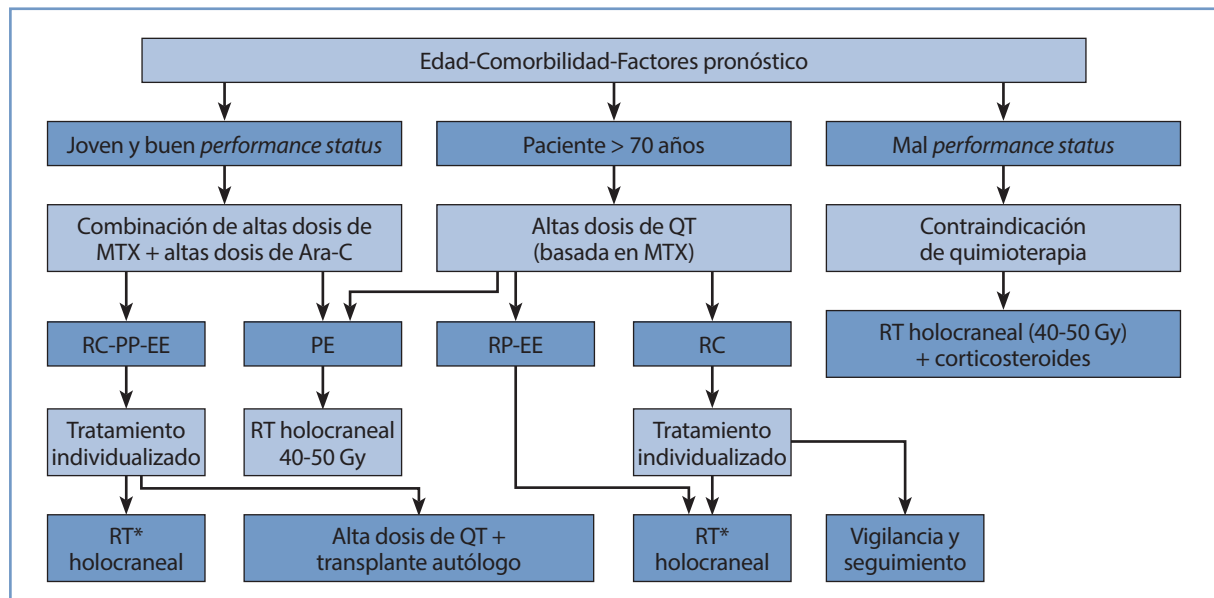 Edad-Comorbilidad-Factores pronóstico
Joven y buen performance status
Paciente > 70 años
Mal performance status
Combinación de altas dosis de
MTX + altas dosis de Ara-C
Altas dosis de QT
(basada en MTX)
Contraindicación
de quimioterapia
RC-PP-EE
PE
RP-EE
RC
RT holocraneal (40-50 Gy)
+ corticosteroides
Tratamiento
individualizado
RT holocraneal
40-50 Gy
Tratamiento
individualizado
RT*
holocraneal
Alta dosis de QT +
transplante autólogo
RT*
holocraneal
Vigilancia y
seguimiento